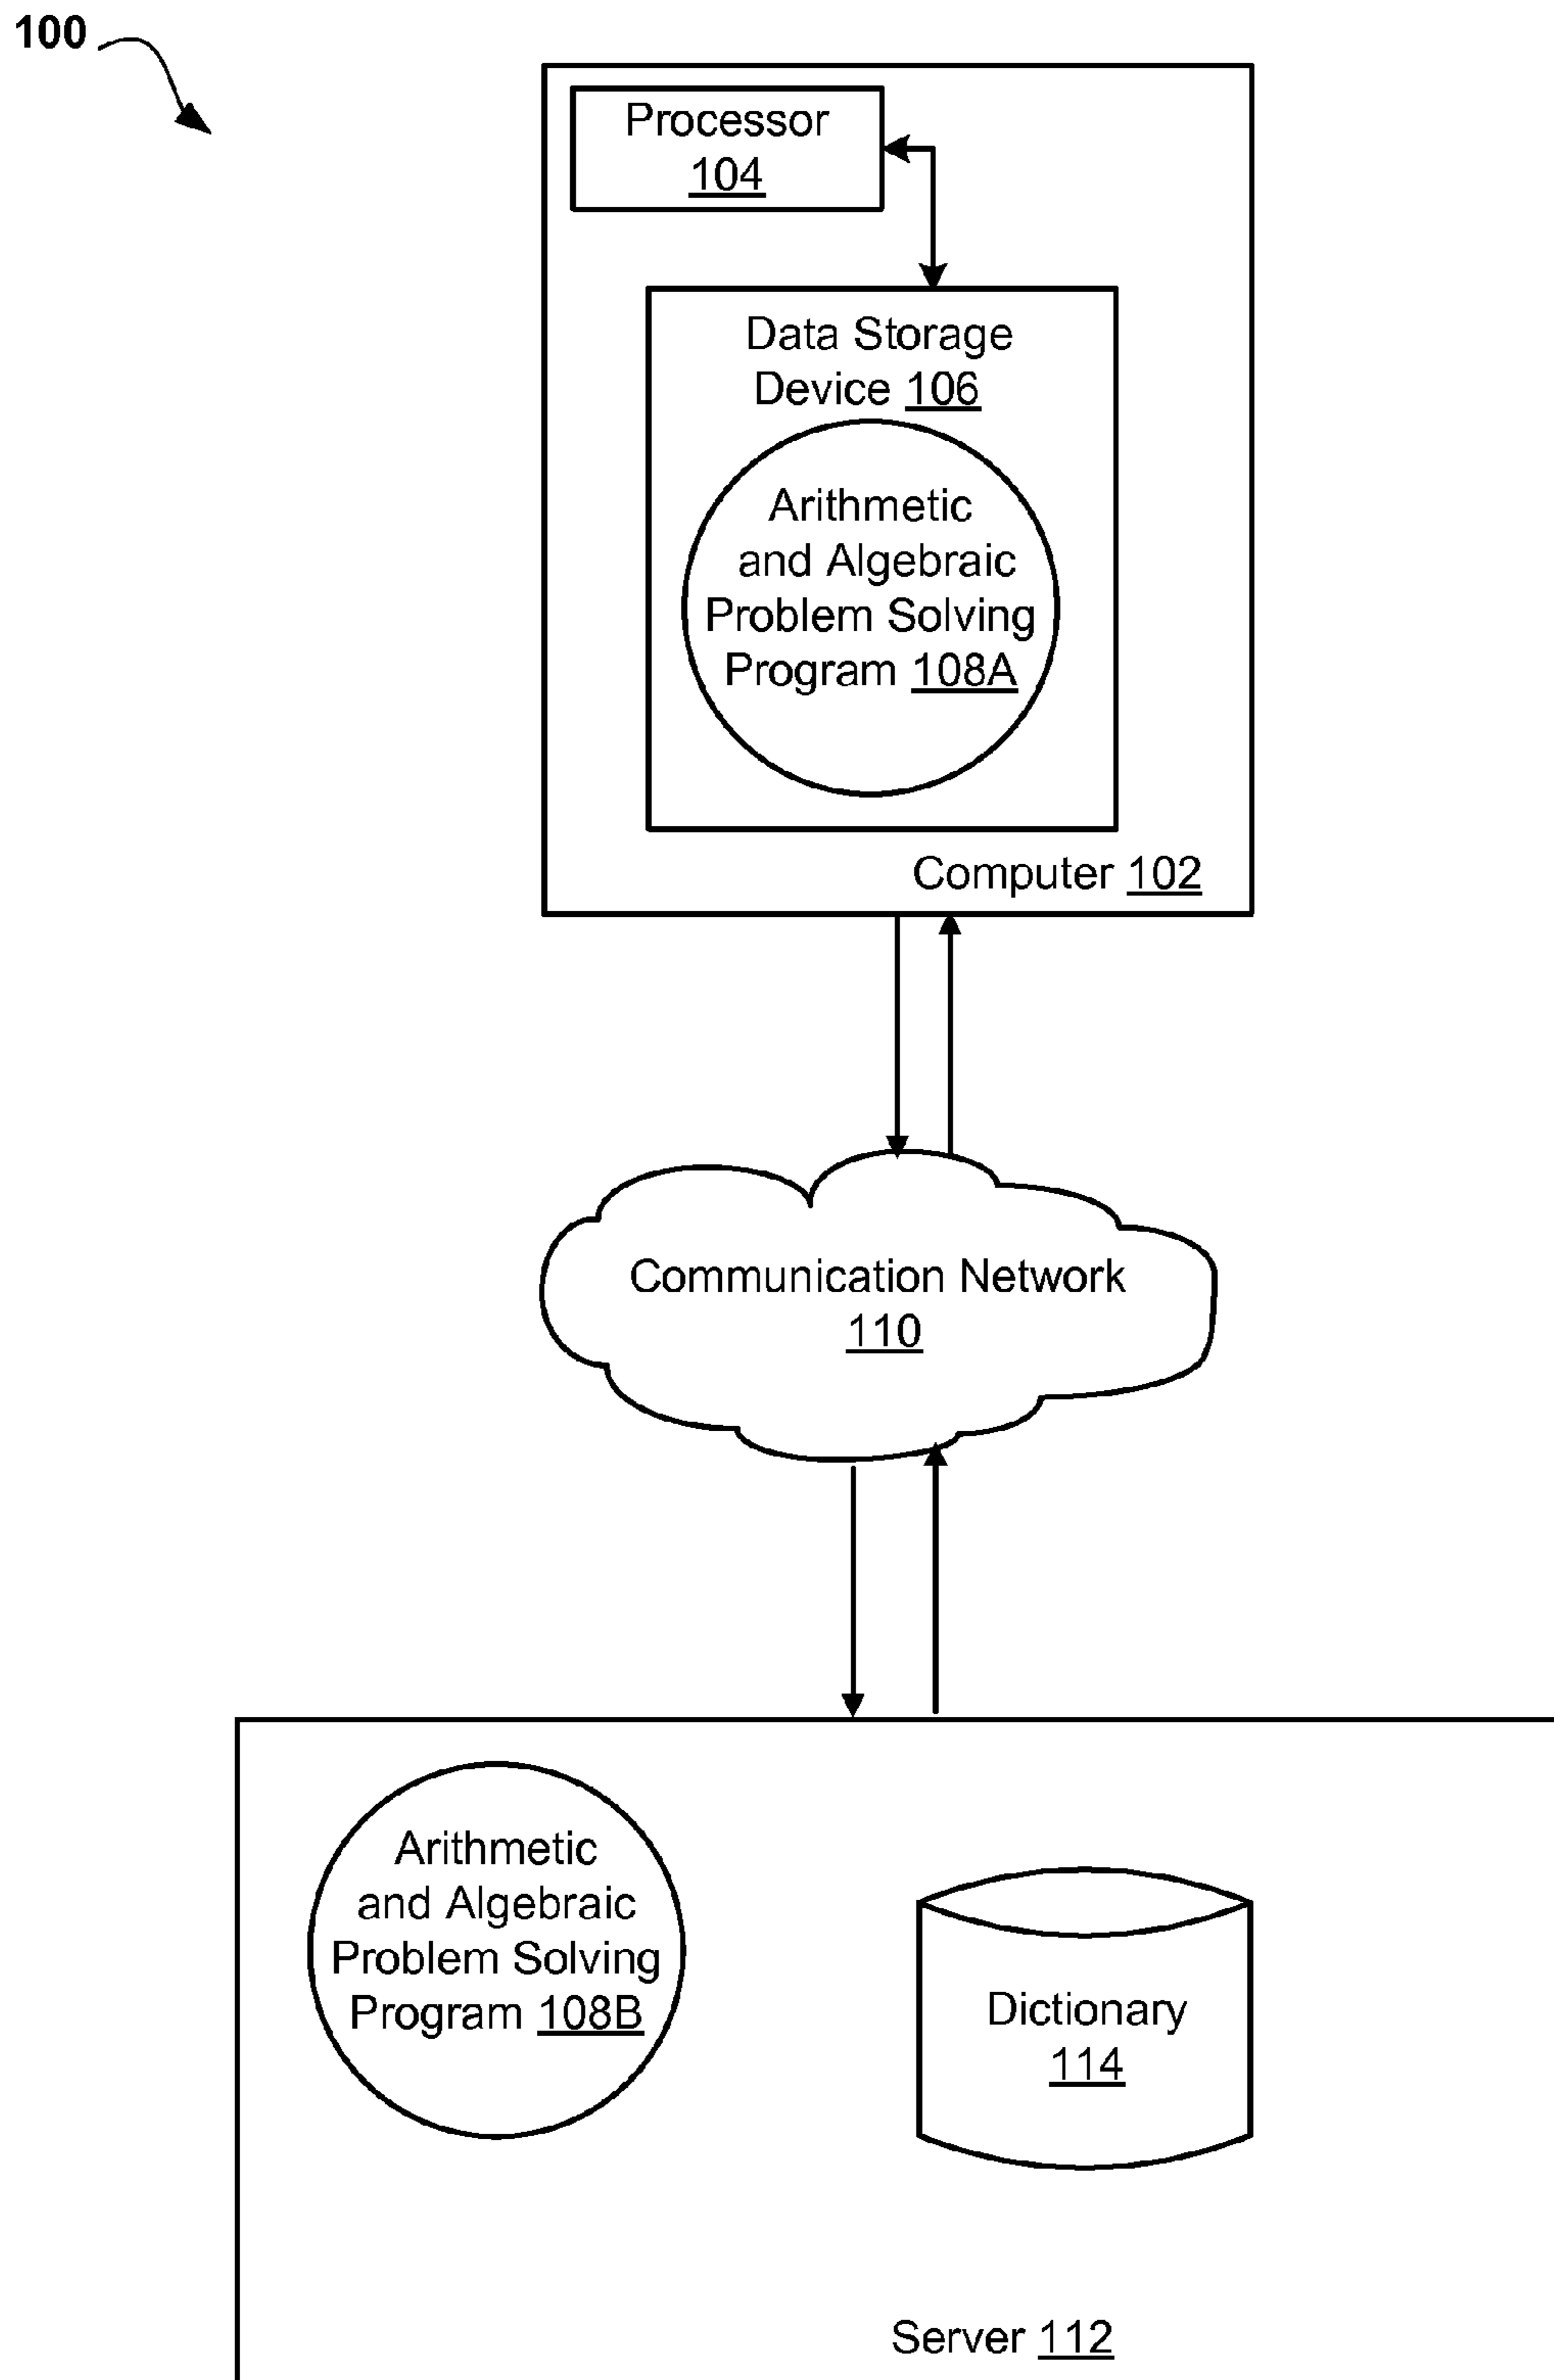 100
Processor
104
Data Storage
Device 106
Arithmetic
and Algebraic
Problem Solving
Program 108A
Computer 102
Communication Network
110
Arithmetic
and Algebraic
Problem Solving
Program 108B
Dictionary
114
Server 112